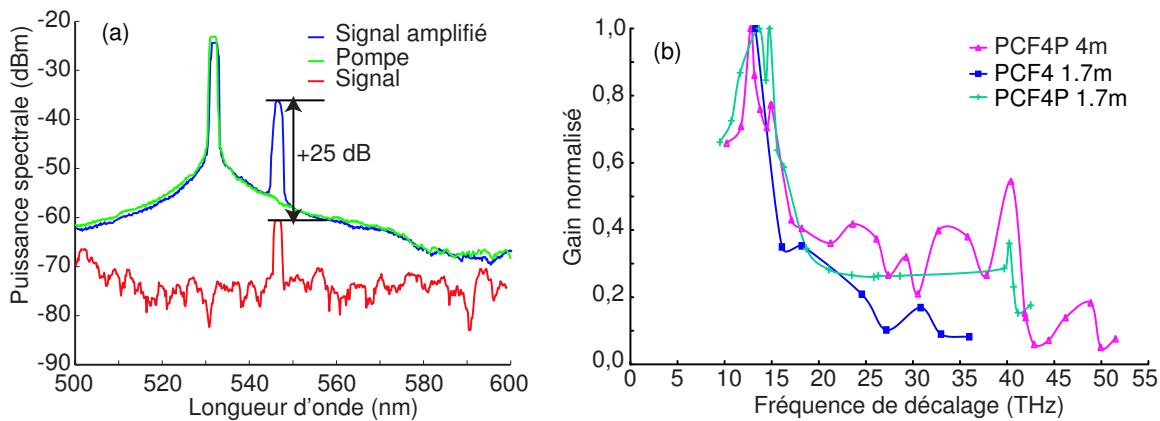 (a)
Signal amplifié
Pompe
Signal
+25 dB
Puissance spectrale (dBm)
-20
-30
-40
-50
-60
-70
-80
-90
500 520 540 560 580 600
Longueur d'onde (nm)
(b)
PCF4P 4m
PCF4 1.7m
PCF4P 1.7m
Gain normalisé
1,0
0,8
0,6
0,4
0,2
0,0
0 5 10 15 20 25 30 35 40 45 50 55
Fréquence de décalage (THz)